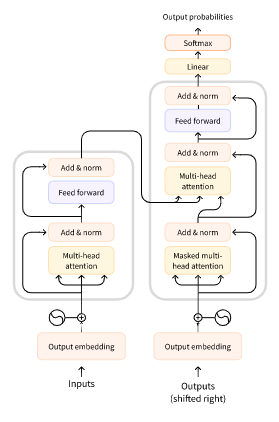 Output probabilities
Softmax
Linear
Add & norm
Feed forward
Add & norm
Multi-head
attention
Add & norm
Masked multi-
head attention
Output embedding
Outputs
(shifted right)
Add & norm
Feed forward
Add & norm
Multi-head
attention
Output embedding
Inputs